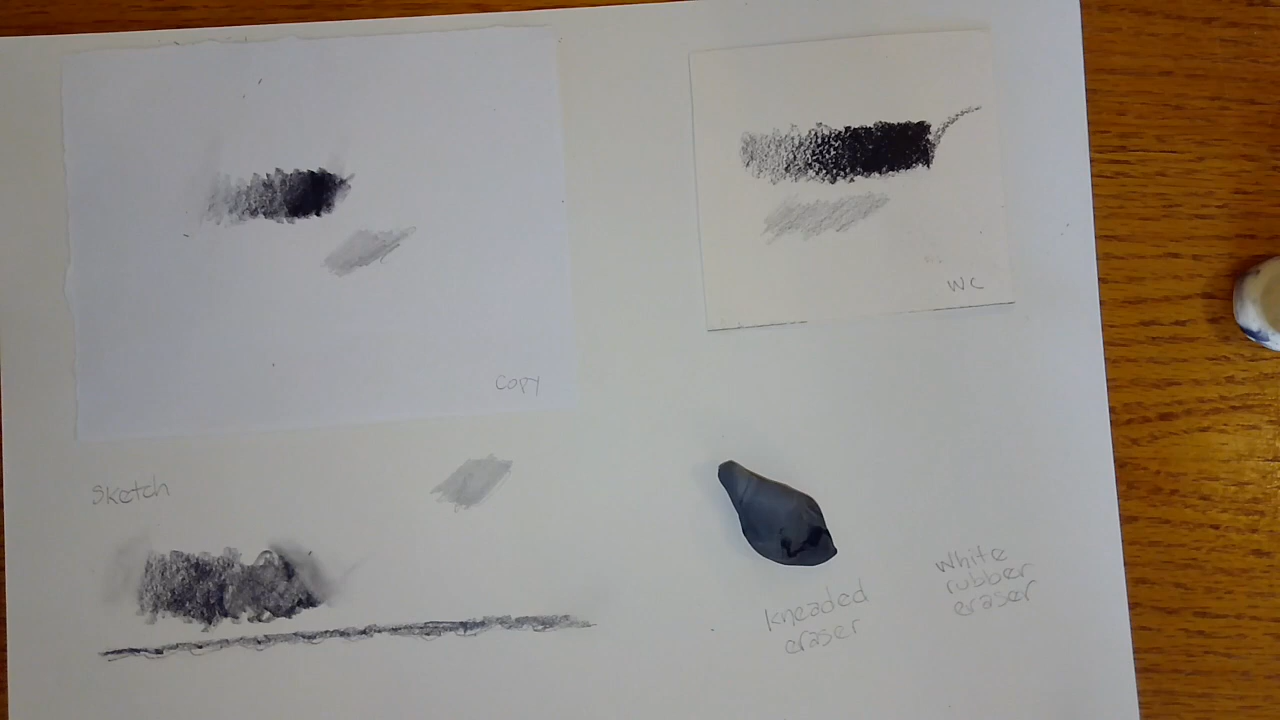 WC
COPY
Sketch
kneaded
eraser
White
rubber
eraser